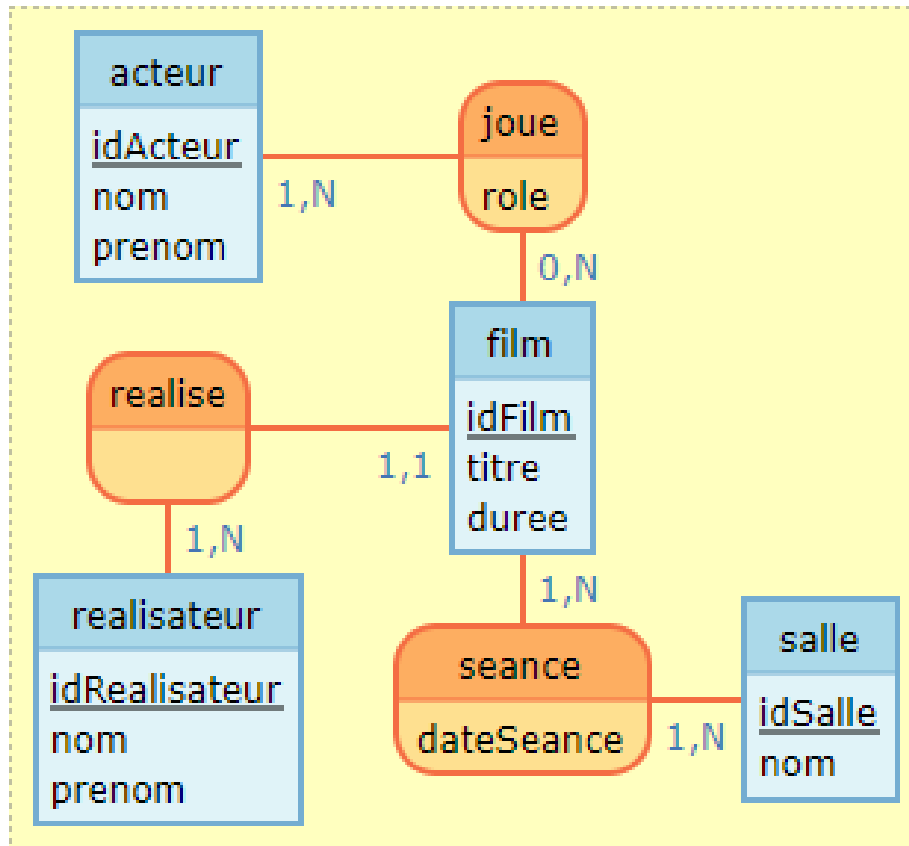 acteur
idActeur
nom
prenom
1,N
joue
role
0,N
film
idFilm
titre
duree
realise
1,1
1,N
realisateur
idRealisateur
nom
prenom
1,N
seance
dateSeance
1,N
salle
idSalle
nom